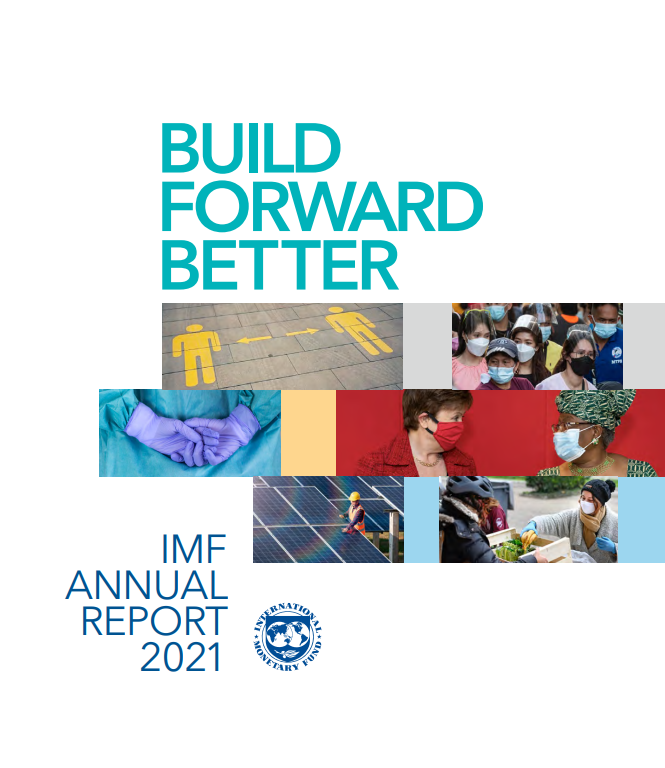 BUILD
FORWARD
BETTER
IMF
ANNUAL
REPORT
2021
INTERNATIONAL
MONETARY FUND